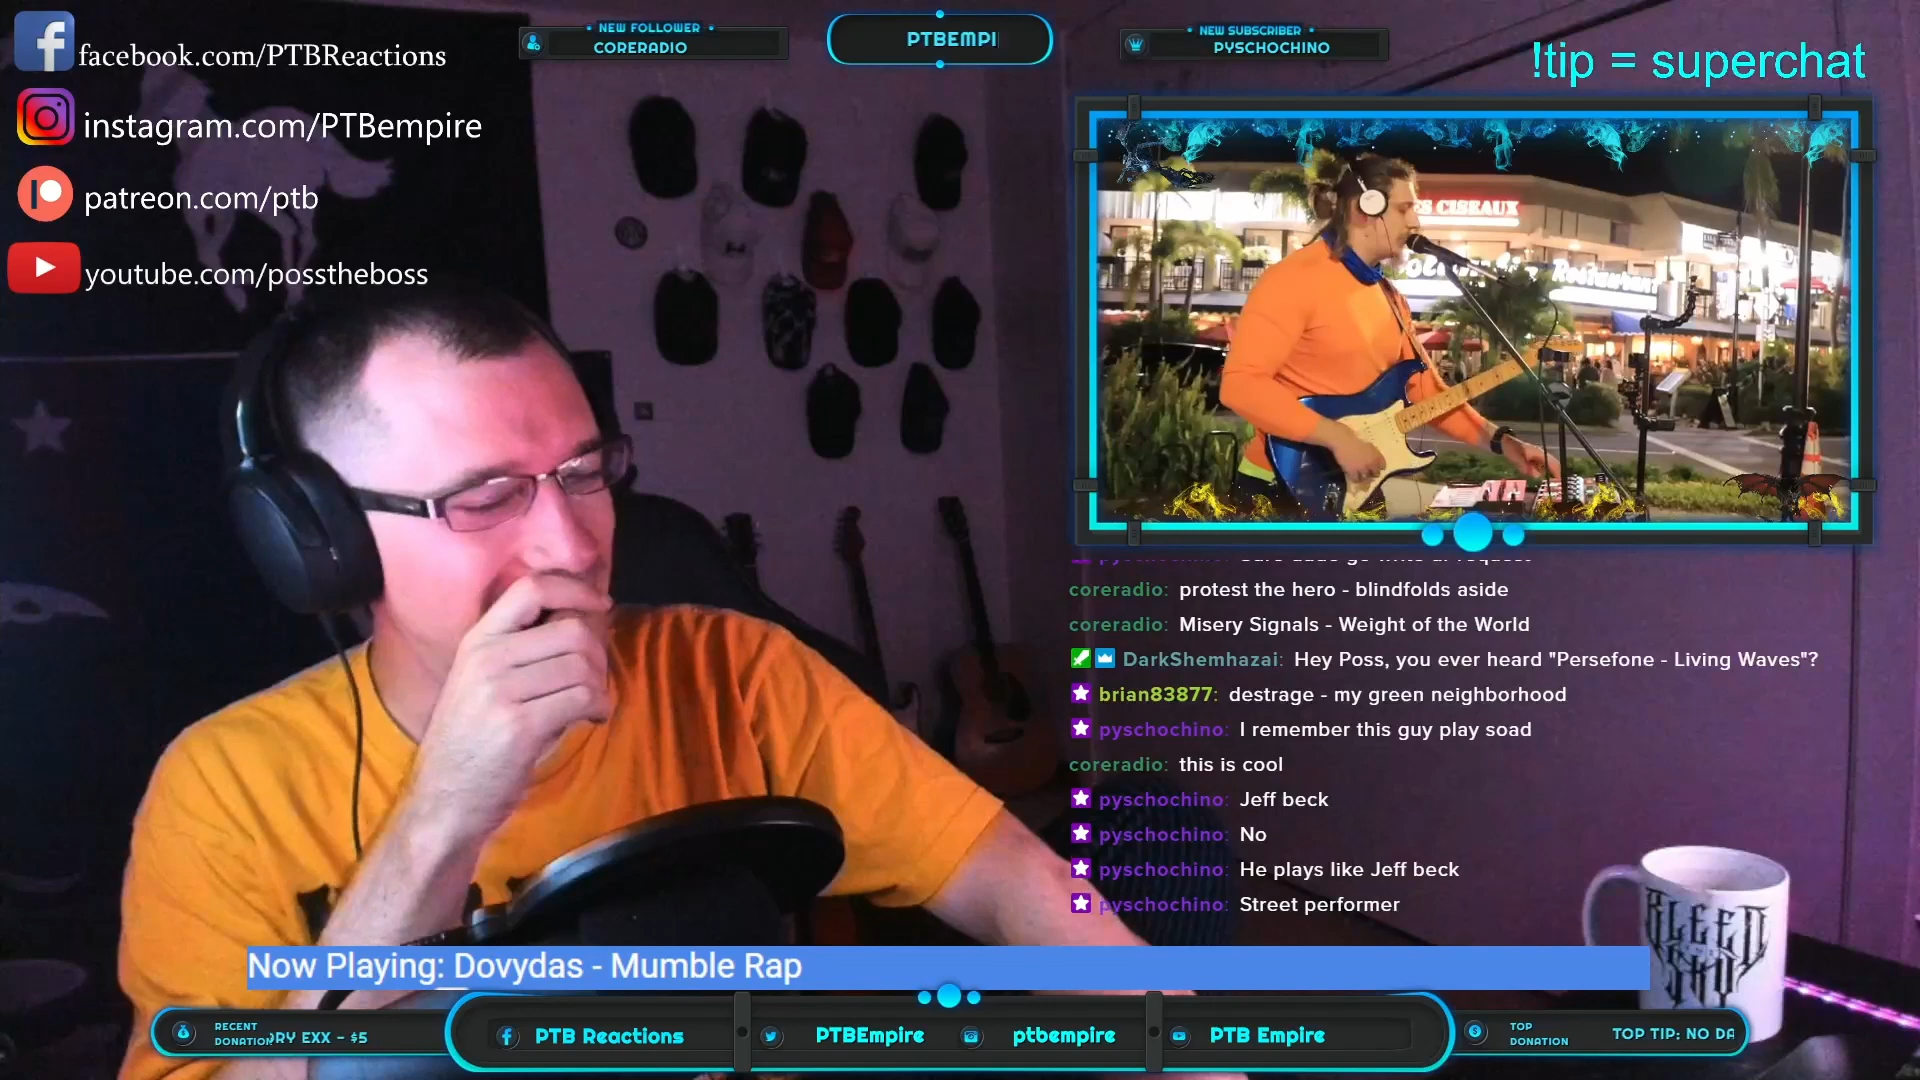 facebook.com/PTBReactions
instagram.com/PTBempire
patreon.com/ptb
youtube.com/posstheboss
NEW FOLLOWER
CORERADIO
PTBEMPI
NEW SUBSCRIBER
PYSCHOCHINO
!tip = superchat
CISEAUX
Restaurant
coreradio: protest the hero - blindfolds aside
coreradio: Misery Signals - Weight of the World
DarkShemhazai: Hey Poss, you ever heard "Persefone - Living Waves"?
brian83877: destrage - my green neighborhood
pyschochino: I remember this guy play soad
coreradio: this is cool
pyschochino: Jeff beck
pyschochino: No
pyschochino: He plays like Jeff beck
pyschochino: Street performer
BLEED
SKY
Now Playing: Dovydas - Mumble Rap
RECENT
DONATION
RY EXX - $5
PTB Reactions
PTBEmpire
ptbempire
PTB Empire
TOP
DONATION
TOP TIP: NO DA